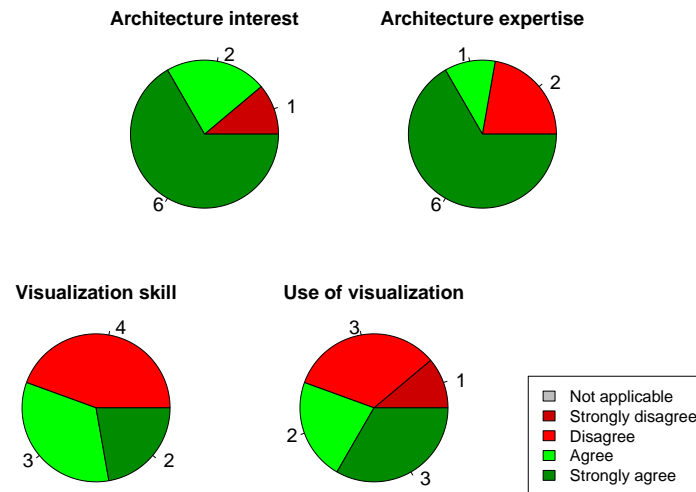 Architecture interest
Architecture expertise
2
1
6
1
2
6
Visualization skill
Use of visualization
4
3
2
3
1
2
3
Not applicable
Strongly disagree
Disagree
Agree
Strongly agree